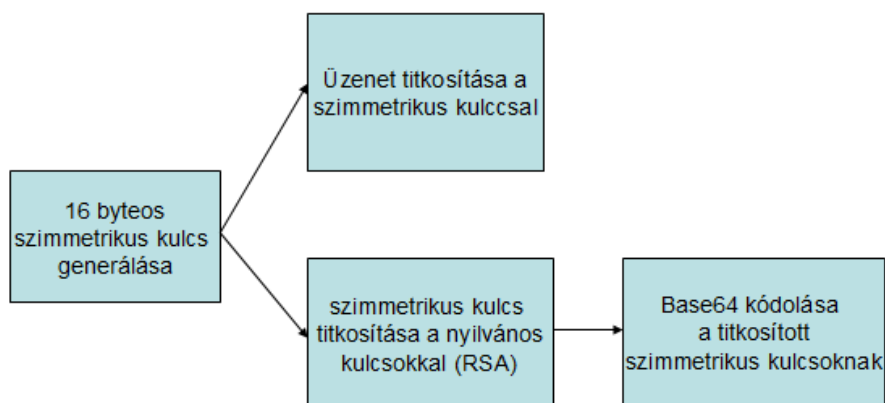 Üzenet titkosítása a
szimmetrikus kulccsal
16 byteos
szimmetrikus kulcs
generálása
szimmetrikus kulcs
titkosítása a nyilvános
kulcsokkal (RSA)
Base64 kódolása
a titkosított
szimmetrikus kulcsoknak